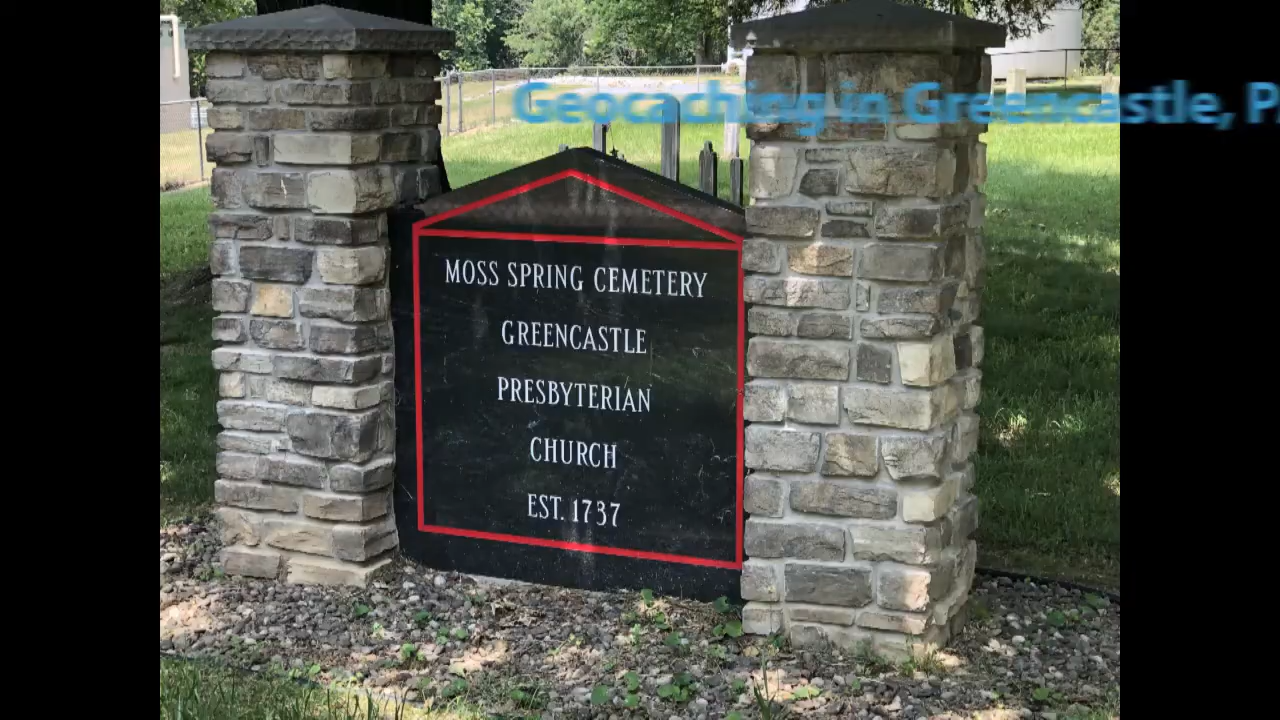 Geocaching in Greencastle, P
MOSS SPRING CEMETERY
GREENCASTLE
PRESBYTERIAN
CHURCH
EST. 1737